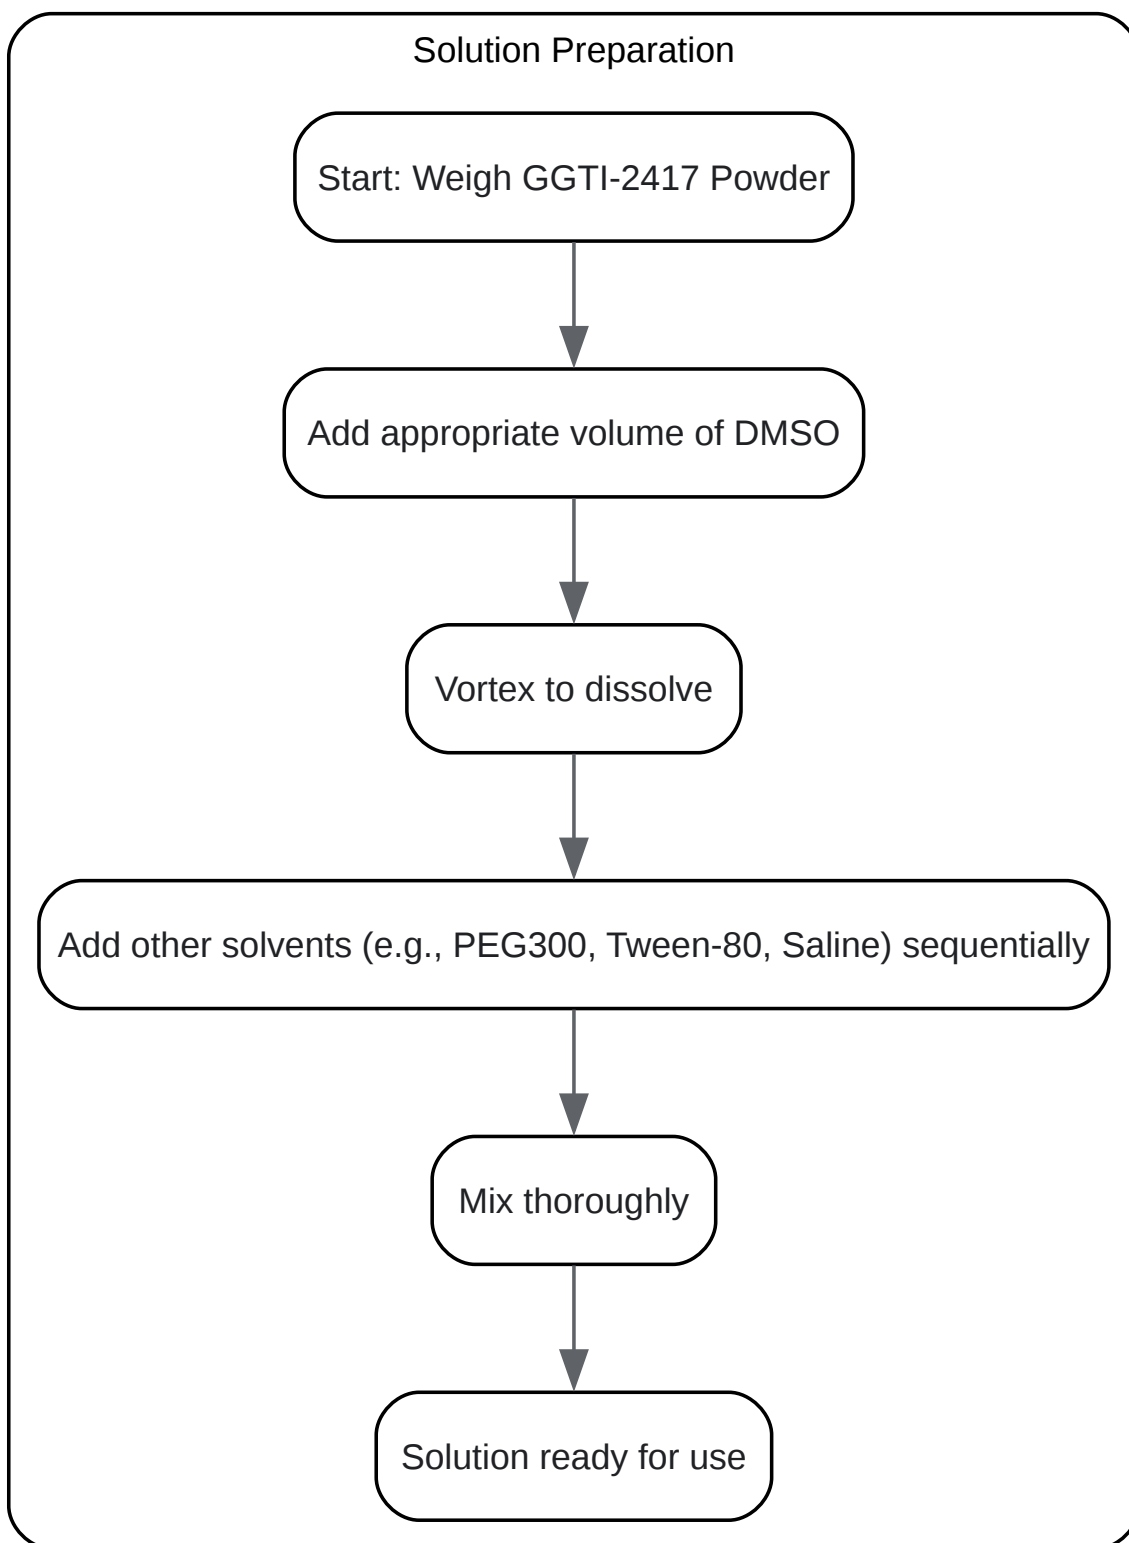 Solution Preparation
Start: Weigh GGTI-2417 Powder
Add appropriate volume of DMSO
Vortex to dissolve
Add other solvents (e.g., PEG300, Tween-80, Saline) sequentially
Mix thoroughly
Solution ready for use